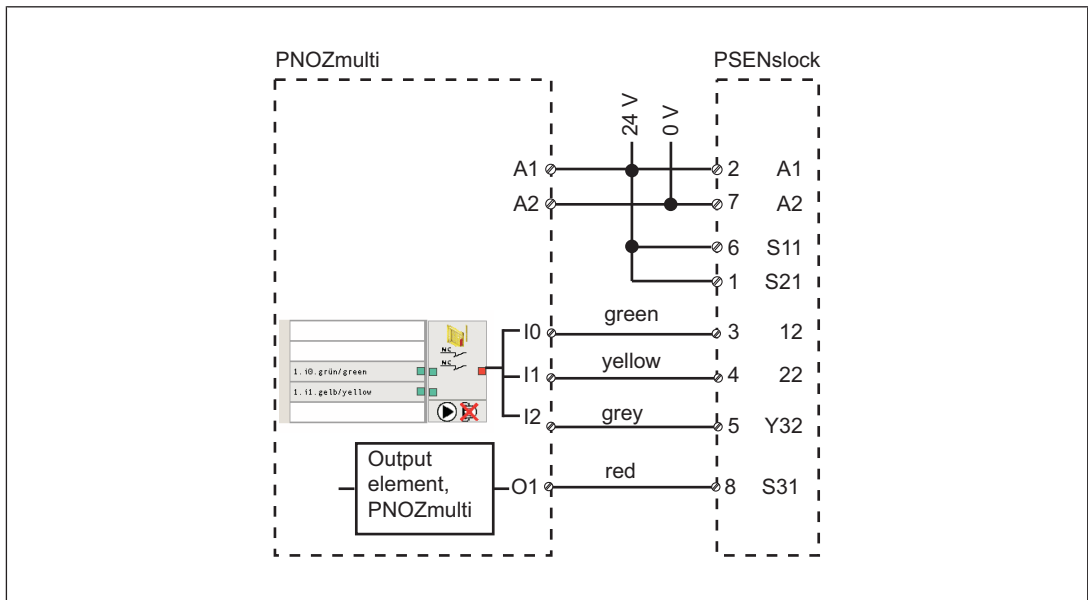 PNOZmulti
PSENslock
24 V
0 V
A1
2 A1
A2
7 A2
6 S11
1 S21
green
I0
3 12
NC
NC
yellow
1.i0.grün/green
I1
4 22
1.i1.gelb/yellow
grey
I2
5 Y32
Output
element,
PNOZmulti
red
O1
8 S31